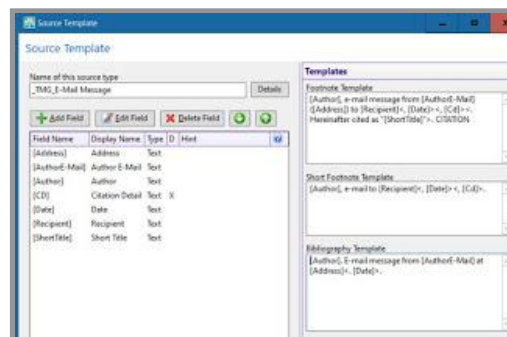 Source Template
Source Template
Name of this source type
_TMG_E-Mail Message
Details
Add Field
Edit Field
Delete Field
Field Name Display Name Type D Hint
[Address] Address Text
[AuthorE-Mail] Author E-Mail Text
[Author] Author Text
[CD] Citation Detail Text X
[Date] Date Text
[Recipient] Recipient Text
[ShortTitle] Short Title Text
Templates
Footnote Template
[Author], e-mail message from [AuthorE-Mail]
([Address]) to [Recipient]<, [Date]><, [Cd]><.
Hereinafter cited as "[ShortTitle]">. CITATION
Short Footnote Template
[Author], e-mail to [Recipient]<, [Date]><, [Cd]>.
Bibliography Template
[Author]. E-mail message from [AuthorE-Mail] at
[Address]<. [Date]>.